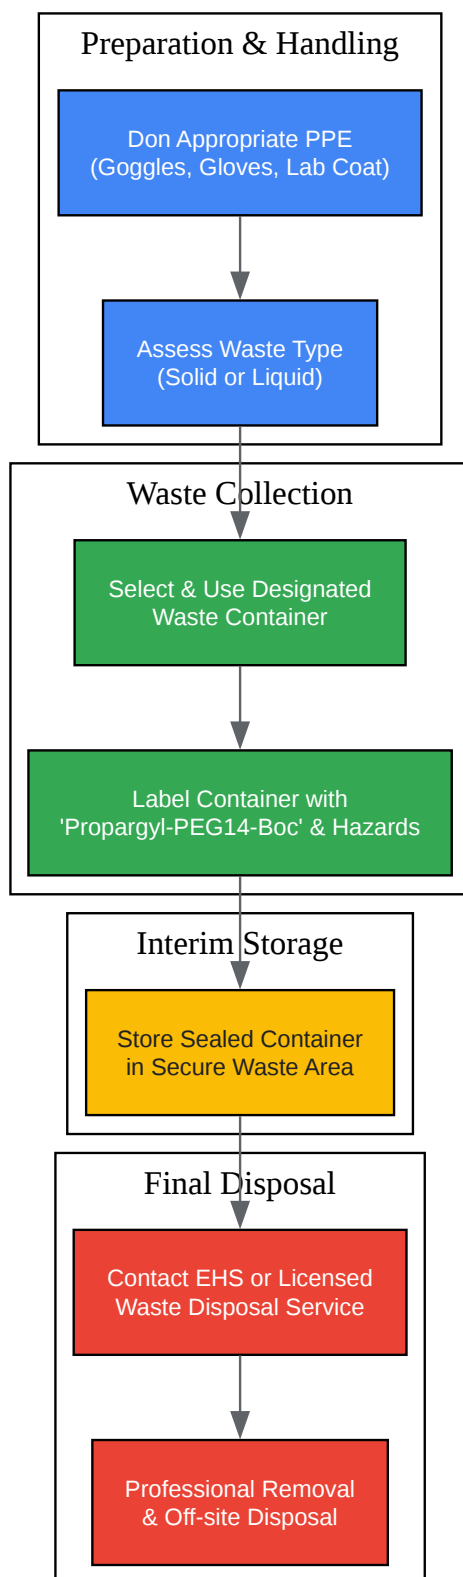 Preparation & Handling
Don Appropriate PPE
(Goggles, Gloves, Lab Coat)
Assess Waste Type
(Solid or Liquid)
Waste Collection
Select & Use Designated
Waste Container
Label Container with
'Propargyl-PEG14-Boc' & Hazards
Interim Storage
Store Sealed Container
in Secure Waste Area
Final Disposal
Contact EHS or Licensed
Waste Disposal Service
Professional Removal
& Off-site Disposal